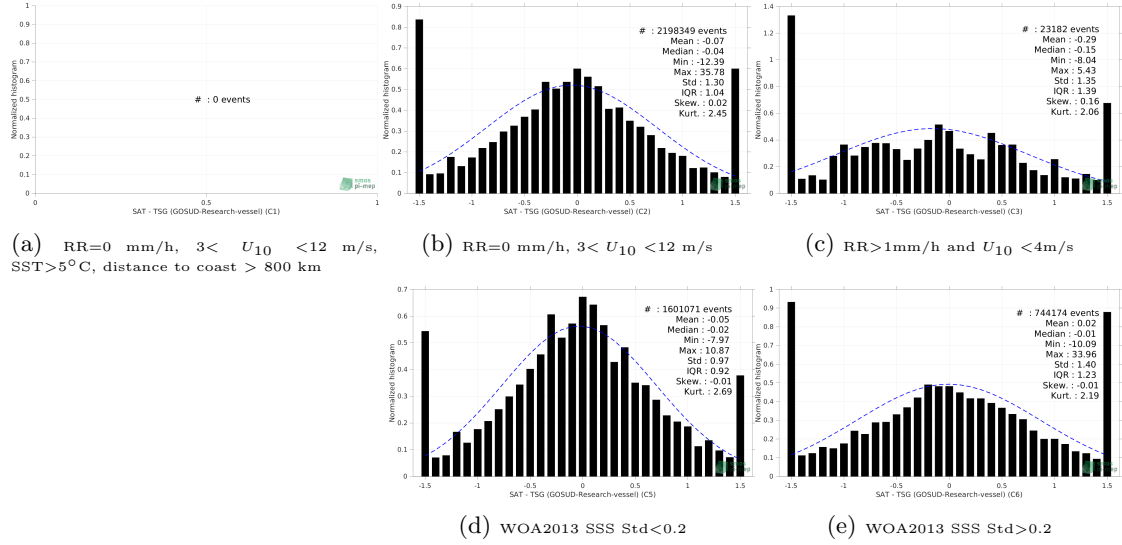 1
0.9
0.8
0.7
0.6
0.5
0.4
0.3
0.2
0.1
0
Normalized histogram
# : 0 events
smos
pi-mep
0 0.5 1
SAT - TSG (GOSUD-Research-vessel) (C1)
(a) RR=0 mm/h, 3< U10 <12 m/s,
SST>5°C, distance to coast > 800 km
0.9
0.8
0.7
0.6
0.5
0.4
0.3
0.2
0.1
0
Normalized histogram
# : 2198349 events
Mean : -0.07
Median : -0.04
Min : -12.39
Max : 35.78
Std : 1.30
IQR : 1.04
Skew. : 0.02
Kurt. : 2.45
pi-mep
-1.5 -1 -0.5 0 0.5 1 1.5
SAT - TSG (GOSUD-Research-vessel) (C2)
(b) RR=0 mm/h, 3< U10 <12 m/s
1.4
1.2
1
0.8
0.6
0.4
0.2
0
Normalized histogram
# : 23182 events
Mean : -0.29
Median : -0.15
Min : -8.04
Max : 5.43
Std : 1.35
IQR : 1.39
Skew. : 0.16
Kurt. : 2.06
pi-mep
-1.5 -1 -0.5 0 0.5 1 1.5
SAT - TSG (GOSUD-Research-vessel) (C3)
(c) RR>1mm/h and U10 <4m/s
0.7
0.6
0.5
0.4
0.3
0.2
0.1
0
Normalized histogram
# : 1601071 events
Mean : -0.05
Median : -0.02
Min : -7.97
Max : 10.87
Std : 0.97
IQR : 0.92
Skew. : -0.01
Kurt. : 2.69
pi-mep
-1.5 -1 -0.5 0 0.5 1 1.5
SAT - TSG (GOSUD-Research-vessel) (C5)
(d) WOA2013 SSS Std<0.2
1
0.9
0.8
0.7
0.6
0.5
0.4
0.3
0.2
0.1
0
Normalized histogram
# : 744174 events
Mean : 0.02
Median : -0.01
Min : -10.09
Max : 33.96
Std : 1.40
IQR : 1.23
Skew. : -0.01
Kurt. : 2.19
pi-mep
-1.5 -1 -0.5 0 0.5 1 1.5
SAT - TSG (GOSUD-Research-vessel) (C6)
(e) WOA2013 SSS Std>0.2